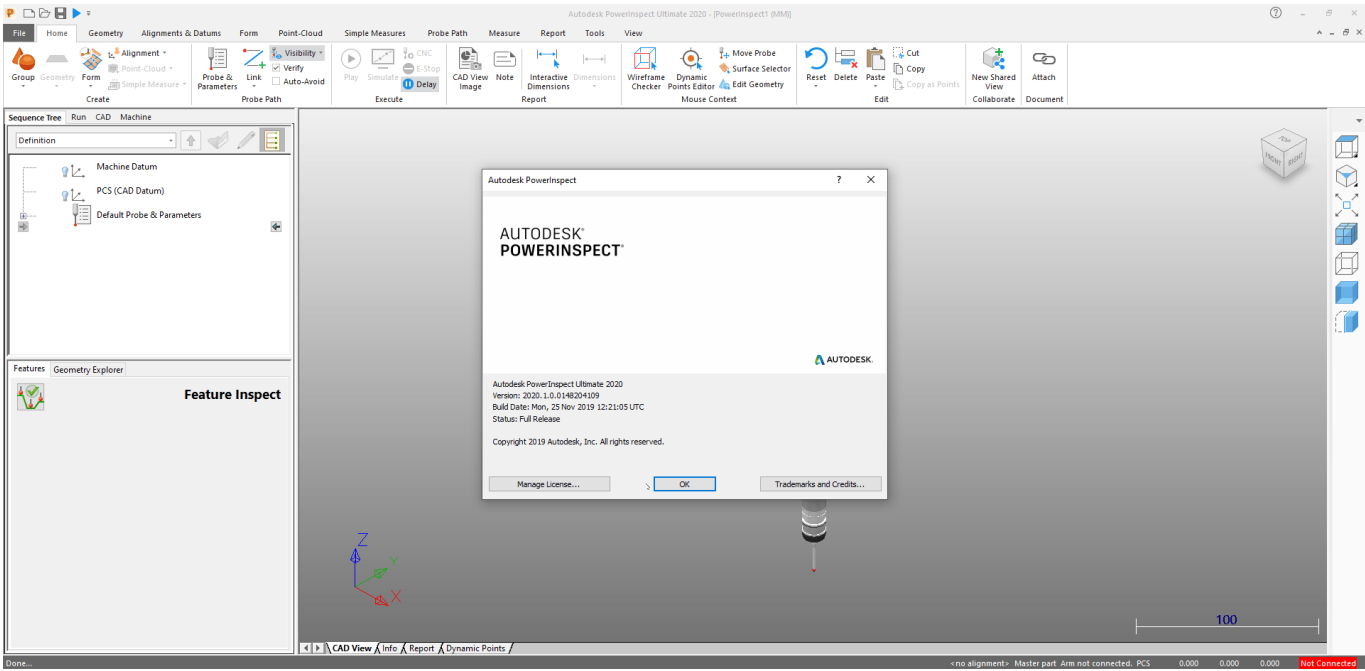 Autodesk PowerInspect Ultimate 2020 - [PowerInspect1 (MM)]
File Home Geometry Alignments & Datums Form Point-Cloud Simple Measures Probe Path Measure Report Tools View
Group Geometry Form
Alignment
Point-Cloud
Simple Measure
Create
Probe & Parameters
Link
Visibility
Verify
Auto-Avoid
Probe Path
Play Simulate
CNC
E-Stop
Delay
Execute
CAD View Image
Note
Interactive Dimensions
Dimensions
Report
Wireframe Checker
Dynamic Points Editor
Move Probe
Surface Selector
Edit Geometry
Mouse Context
Reset Delete Paste
Cut
Copy
Copy as Points
Edit
New Shared View
Collaborate
Attach
Document
Sequence Tree Run CAD Machine
Definition
Machine Datum
PCS (CAD Datum)
Default Probe & Parameters
Features Geometry Explorer
Feature Inspect
TOP
FRONT RIGHT
Autodesk PowerInspect ?
AUTODESK®
POWERINSPECT®
AUTODESK.
Autodesk PowerInspect Ultimate 2020
Version: 2020.1.0.0148204109
Build Date: Mon, 25 Nov 2019 12:21:05 UTC
Status: Full Release
Copyright 2019 Autodesk, Inc. All rights reserved.
Manage License... OK Trademarks and Credits...
Z
Y
X
100
CAD View Info Report Dynamic Points
Done... <no alignment> Master part Arm not connected. PCS 0.000 0.000 0.000 Not Connected